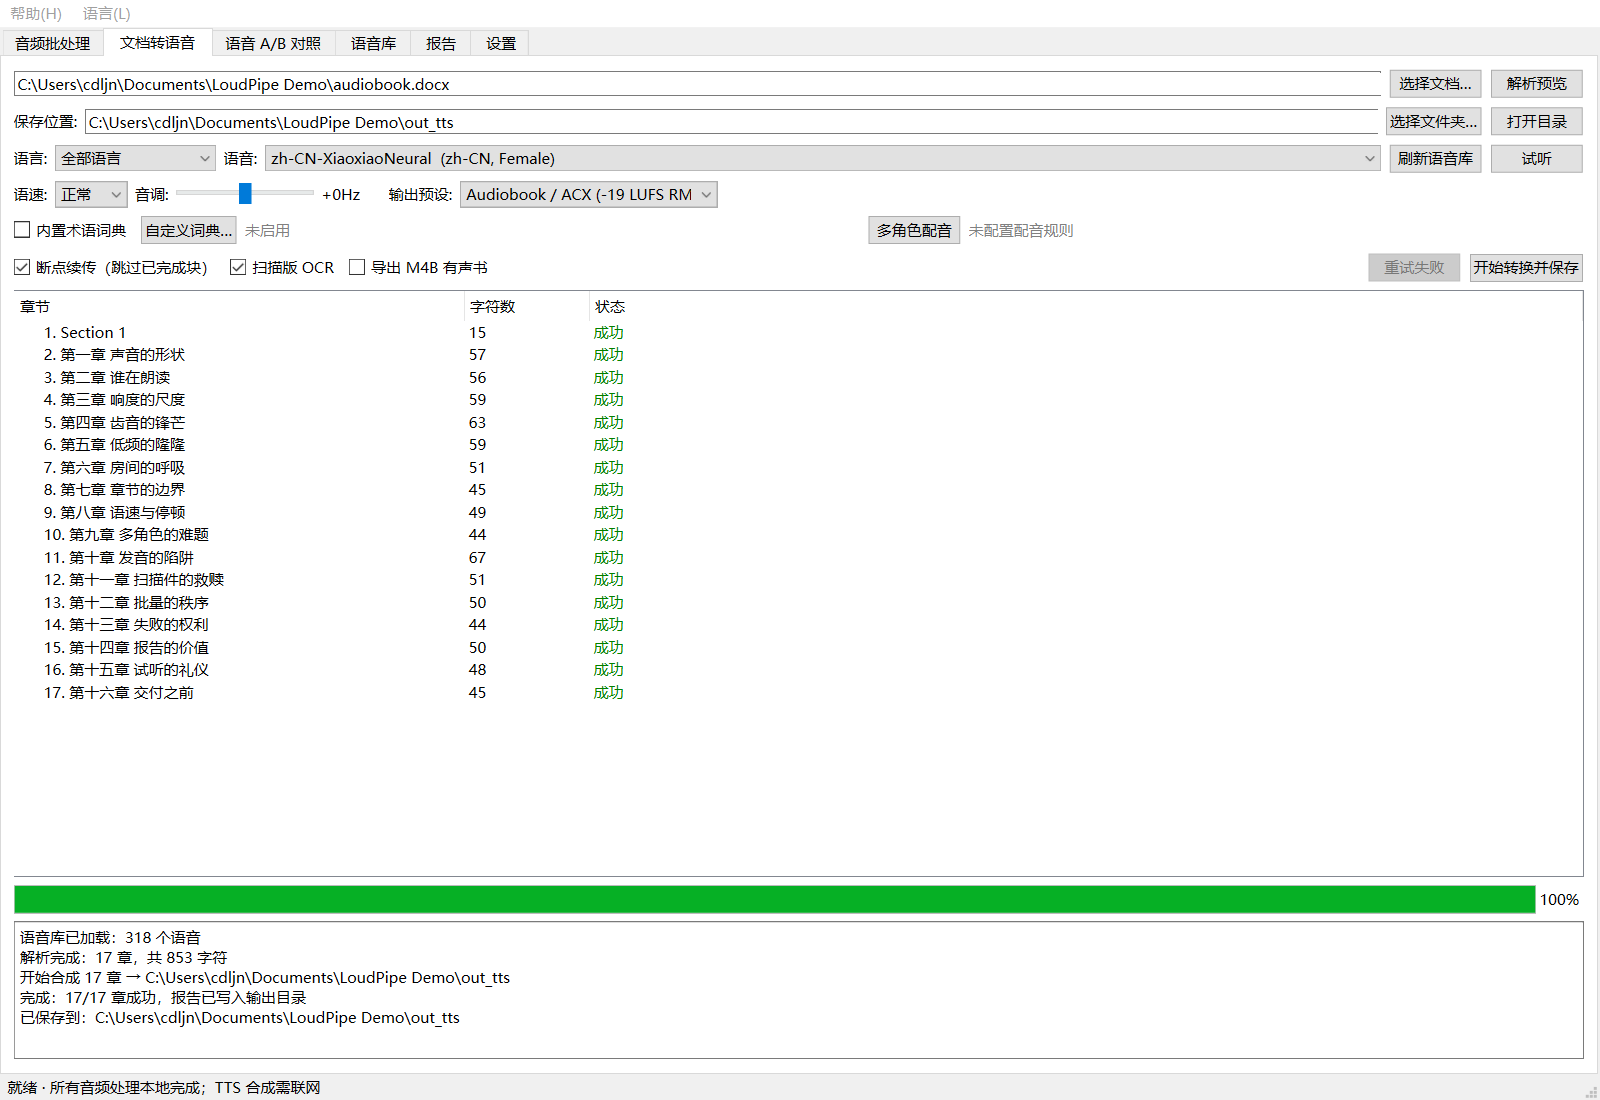 帮助(H) 语言(L)
音频批处理 文档转语音 语音 A/B 对照 语音库 报告 设置
C:\Users\cdljn\Documents\LoudPipe Demo\audiobook.docx 选择文档... 解析预览
保存位置: C:\Users\cdljn\Documents\LoudPipe Demo\out_tts 选择文件夹... 打开目录
语言: 全部语言 语音: zh-CN-XiaoxiaoNeural (zh-CN, Female) 刷新语音库 试听
语速: 正常 音调: +0Hz 输出预设: Audiobook / ACX (-19 LUFS RM
内置术语词典 自定义词典... 未启用 多角色配音 未配置配音规则
断点续传（跳过已完成块） 扫描版 OCR 导出 M4B 有声书 重试失败 开始转换并保存
章节 字符数 状态
1. Section 1 15 成功
2. 第一章 声音的形状 57 成功
3. 第二章 谁在朗读 56 成功
4. 第三章 响度的尺度 59 成功
5. 第四章 齿音的锋芒 63 成功
6. 第五章 低频的隆隆 59 成功
7. 第六章 房间的呼吸 51 成功
8. 第七章 章节的边界 45 成功
9. 第八章 语速与停顿 49 成功
10. 第九章 多角色的难题 44 成功
11. 第十章 发音的陷阱 67 成功
12. 第十一章 扫描件的救赎 51 成功
13. 第十二章 批量的秩序 50 成功
14. 第十三章 失败的权利 44 成功
15. 第十四章 报告的价值 50 成功
16. 第十五章 试听的礼仪 48 成功
17. 第十六章 交付之前 45 成功
100%
语音库已加载：318 个语音
解析完成：17 章，共 853 字符
开始合成 17 章 → C:\Users\cdljn\Documents\LoudPipe Demo\out_tts
完成：17/17 章成功，报告已写入输出目录
已保存到：C:\Users\cdljn\Documents\LoudPipe Demo\out_tts
就绪 · 所有音频处理本地完成；TTS 合成需联网